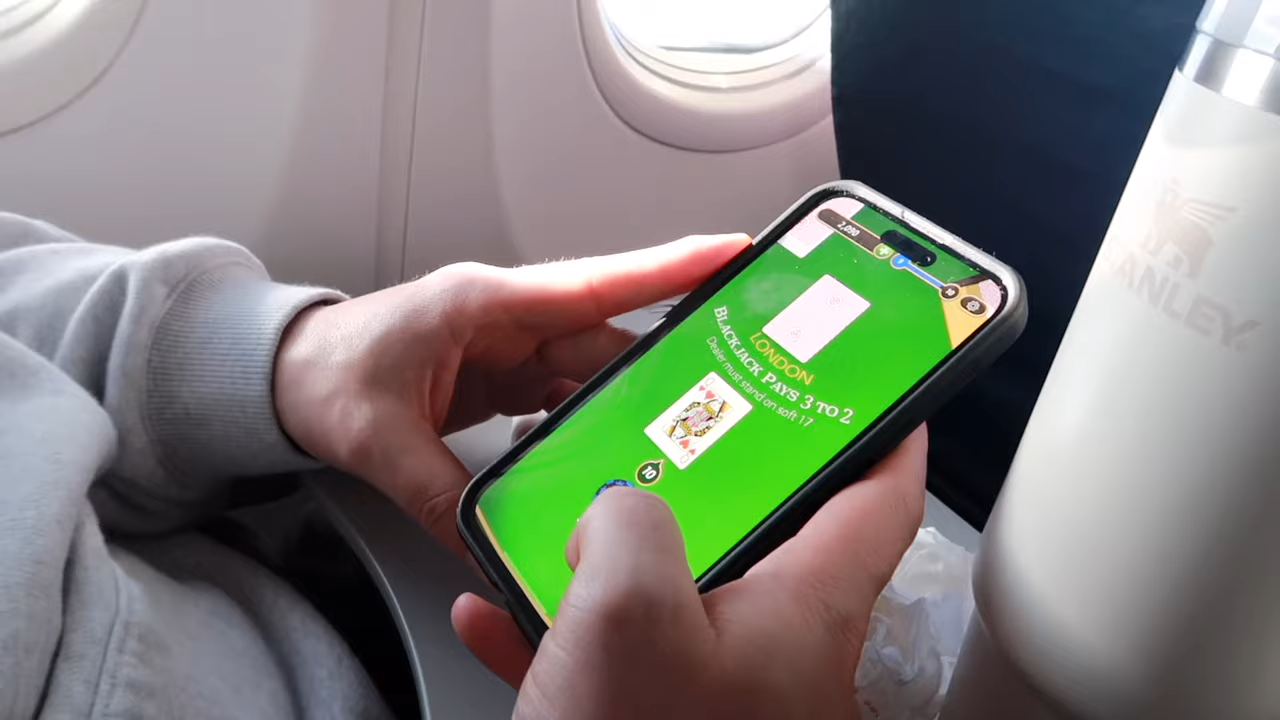 2,090
LONDON
BLACKJACK PAYS 3 TO 2
Dealer must stand on soft 17
Q
Q
10
STANLEY